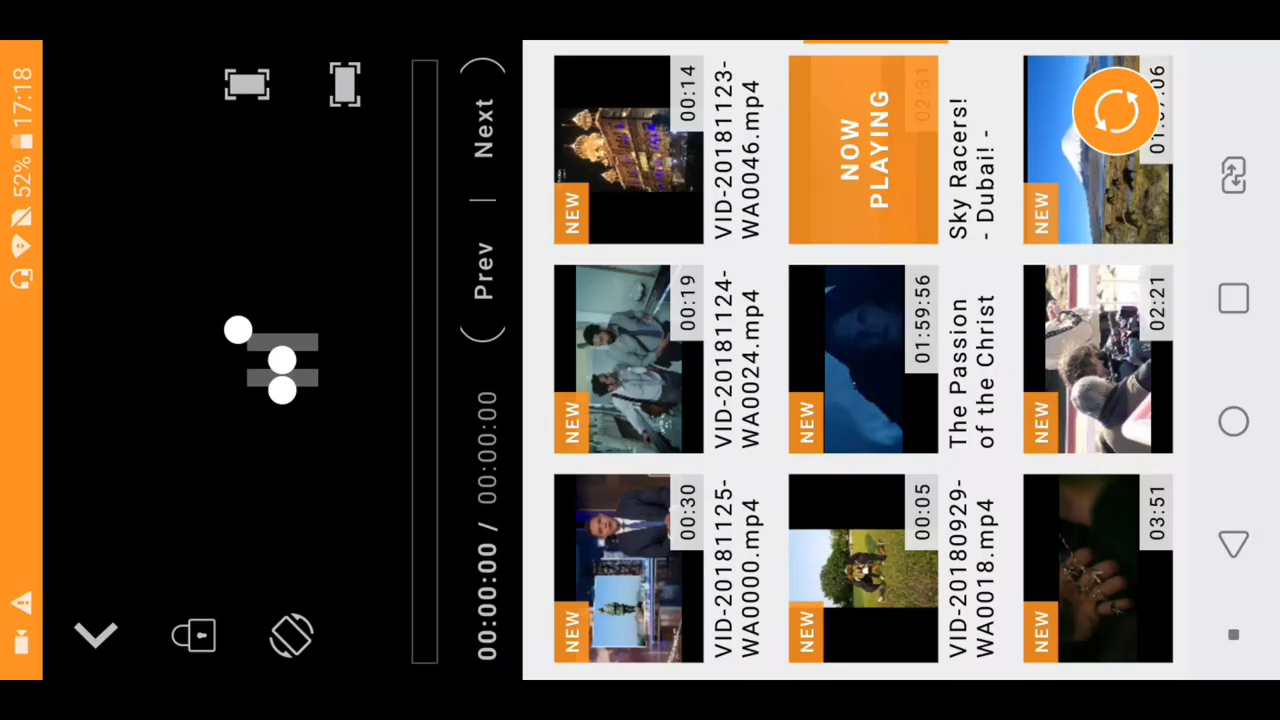 52% 17:18
00:00:00 / 00:00:00 ( Prev | Next )
NEW
00:30
VID-20181125-
WA0000.mp4
NEW
00:19
VID-20181124-
WA0024.mp4
NEW
00:14
VID-20181123-
WA0046.mp4
NEW
00:05
VID-20180929-
WA0018.mp4
NEW
01:59:56
The Passion
of the Christ
NOW
PLAYING
02:31
Sky Racers!
- Dubai! -
NEW
03:51
NEW
02:21
NEW